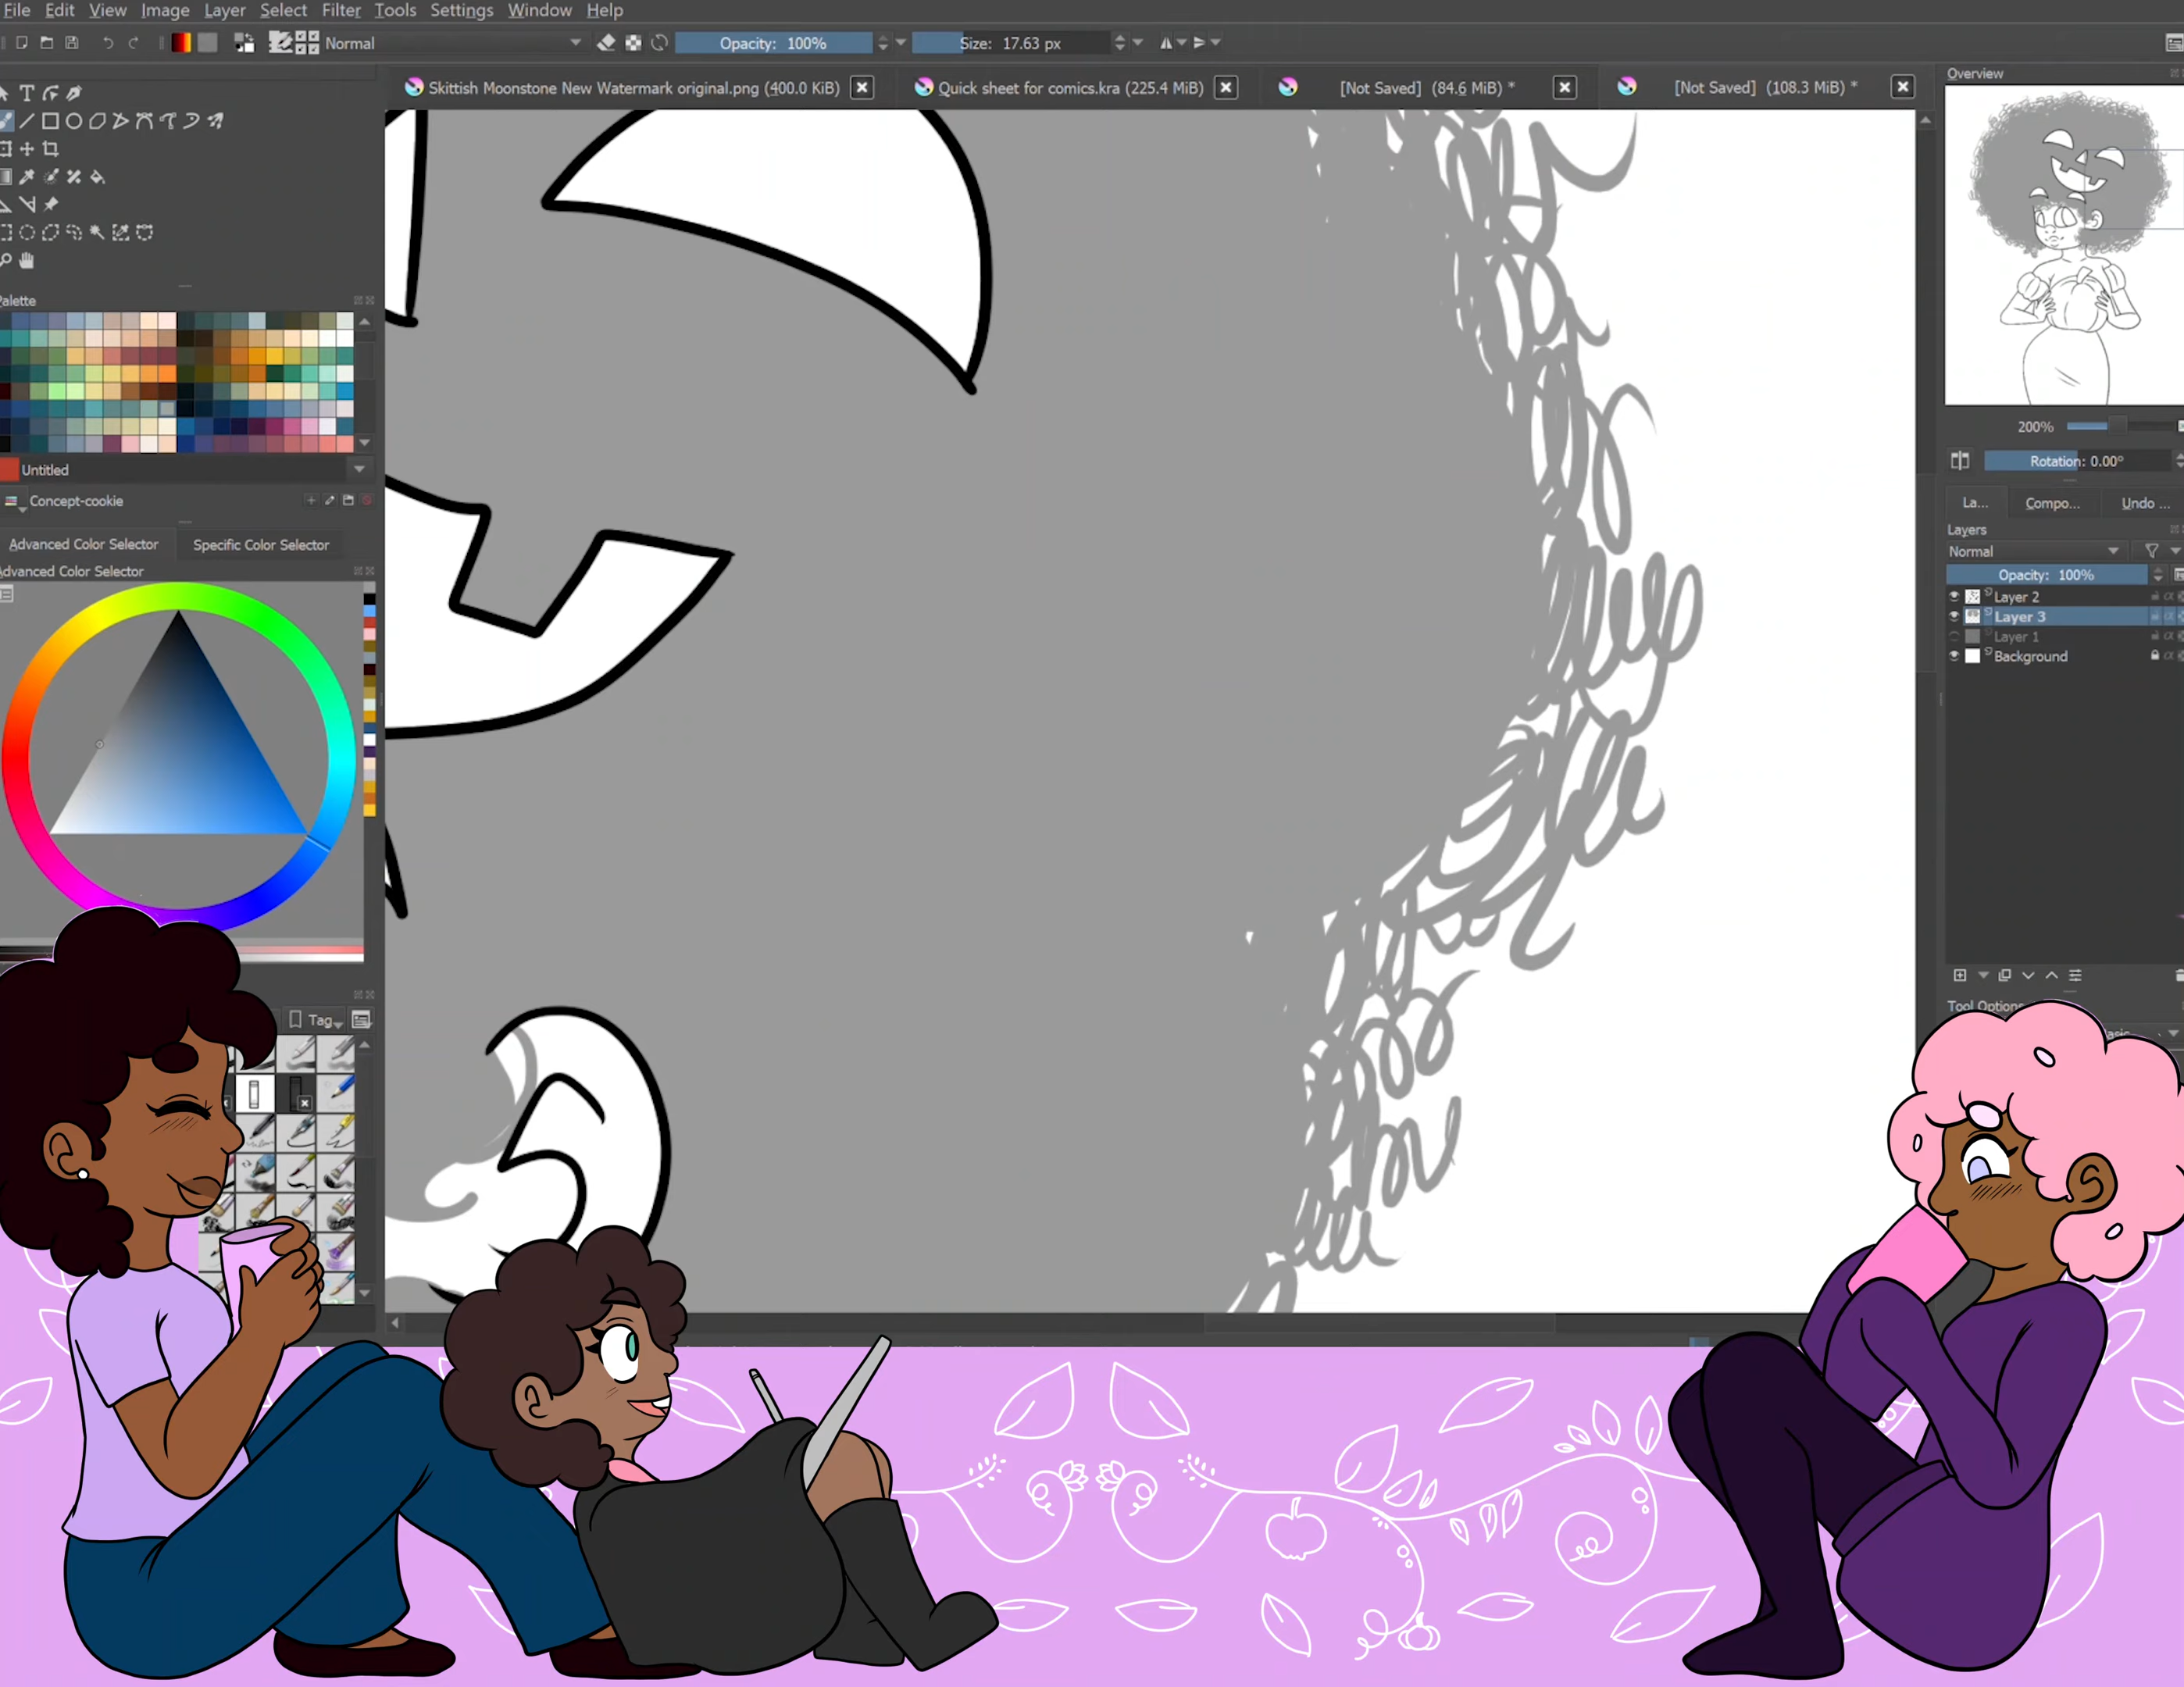 File Edit View Image Layer Select Filter Tools Settings Window Help
Normal Opacity: 100% Size: 17.63 px
Skittish Moonstone New Watermark original.png (400.0 KiB) Quick sheet for comics.kra (225.4 MiB) [Not Saved] (84.6 MiB) * [Not Saved] (108.3 MiB) *
Overview
Palette
Untitled
Concept-cookie
Advanced Color Selector Specific Color Selector
Advanced Color Selector
Tag
200%
Rotation: 0.00°
La... Compo... Undo ...
Layers
Normal
Opacity: 100%
Layer 2
Layer 3
Layer 1
Background
Tool Options